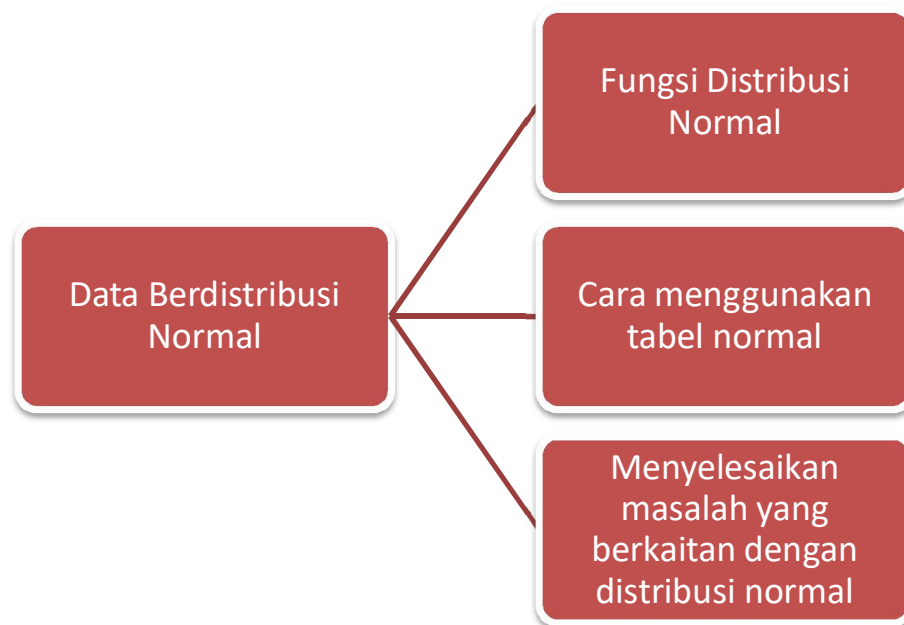 Data Berdistribusi
Normal
Fungsi Distribusi
Normal
Cara menggunakan
tabel normal
Menyelesaikan
masalah yang
berkaitan dengan
distribusi normal